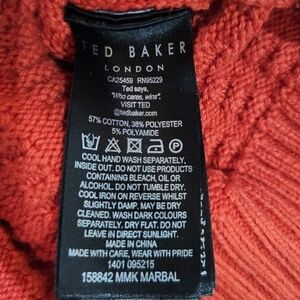 TED BAKER
LONDON
CA25459 RN95229
Ted says,
"Who cares, wins".
VISIT TED
@tedbaker.com
57% COTTON, 38% POLYESTER
5% POLYAMIDE
COOL HAND WASH SEPARATELY,
INSIDE OUT. DO NOT USE PRODUCTS
CONTAINING BLEACH, OIL OR
ALCOHOL. DO NOT TUMBLE DRY.
COOL IRON ON REVERSE WHILST
SLIGHTLY DAMP. MAY BE DRY
CLEANED. WASH DARK COLOURS
SEPARATELY. DRY FLAT. DO NOT
LEAVE IN DIRECT SUNLIGHT.
MADE IN CHINA
MADE WITH CARE, WEAR WITH PRIDE
1401 095215
158842 MMK MARBAL